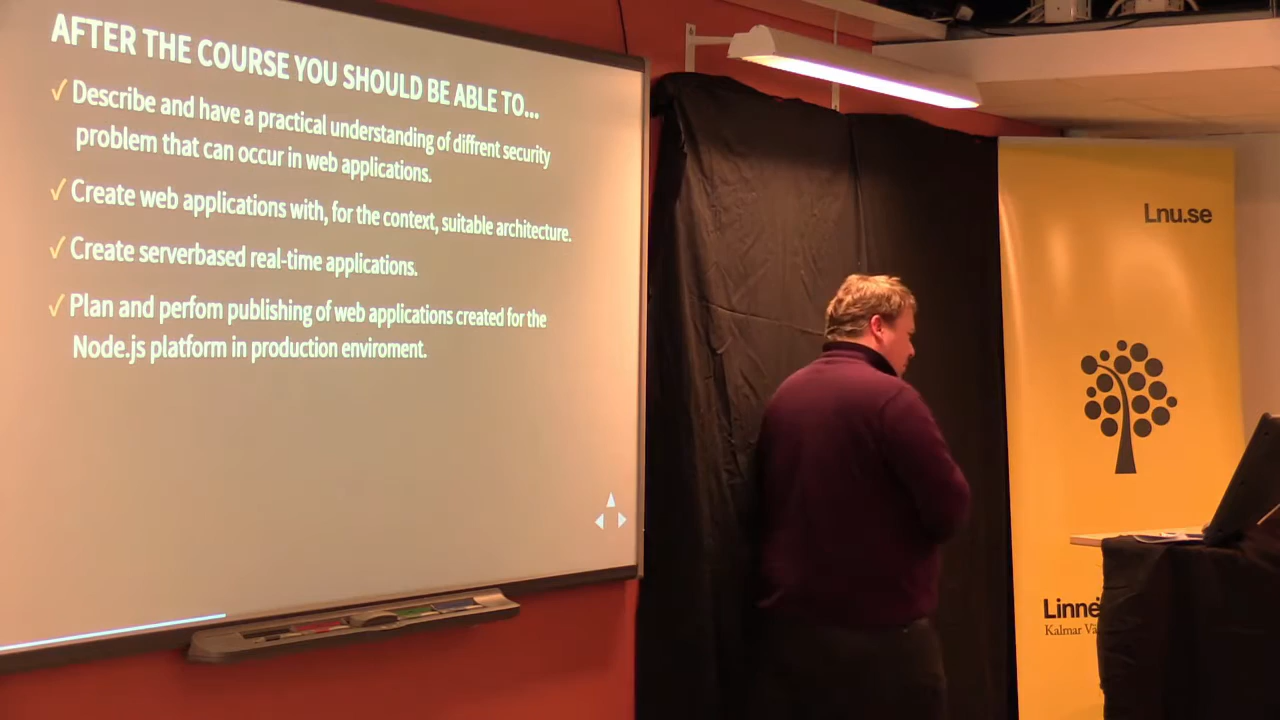 AFTER THE COURSE YOU SHOULD BE ABLE TO...
✓ Describe and have a practical understanding of diffrent security
problem that can occur in web applications.
✓ Create web applications with, for the context, suitable architecture.
✓ Create serverbased real-time applications.
✓ Plan and perfom publishing of web applications created for the
Node.js platform in production enviroment.
Lnu.se
Linne
Kalmar Vä